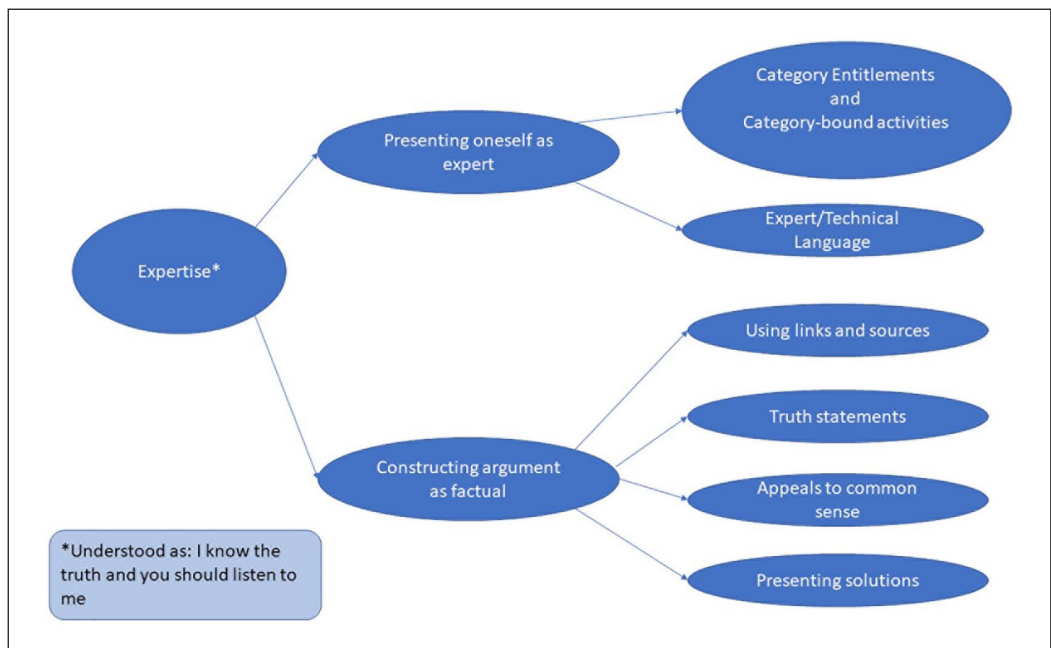 Category Entitlements
and
Category-bound activities
Presenting oneself as
expert
Expert/Technical
Language
Expertise*
Using links and sources
Truth statements
Constructing argument
as factual
Appeals to common
sense
Presenting solutions
*Understood as: I know the
truth and you should listen to
me